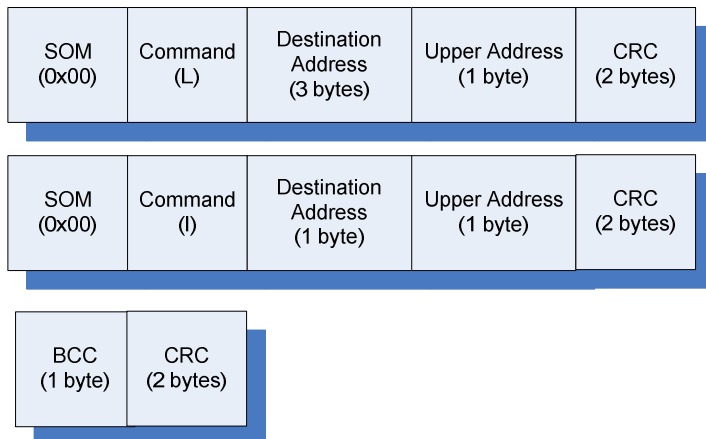 SOM
(0x00)
Command
(L)
Destination
Address
(3 bytes)
Upper Address
(1 byte)
CRC
(2 bytes)
SOM
(0x00)
Command
(I)
Destination
Address
(1 byte)
Upper Address
(1 byte)
CRC
(2 bytes)
BCC
(1 byte)
CRC
(2 bytes)